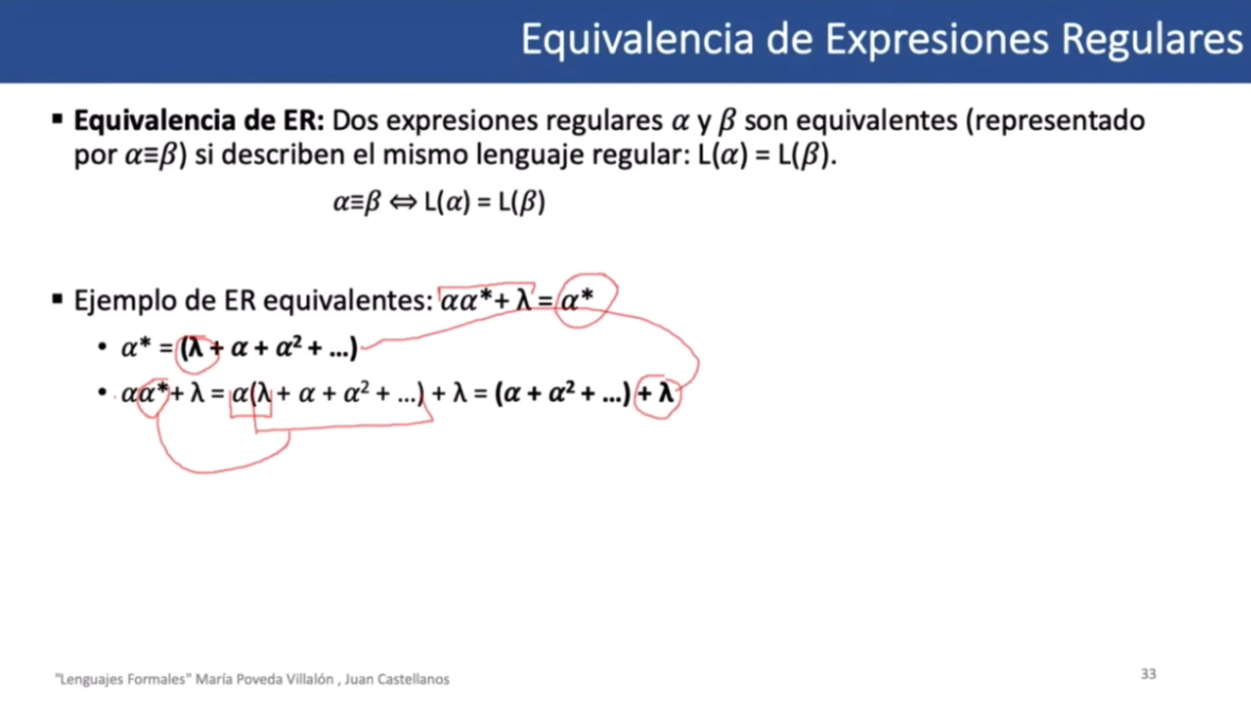 Equivalencia de Expresiones Regulares
▪ Equivalencia de ER: Dos expresiones regulares α y β son equivalentes (representado
por α≡β) si describen el mismo lenguaje regular: L(α) = L(β).
α≡β ⇔ L(α) = L(β)
▪ Ejemplo de ER equivalentes: αα*+ λ = α*
• α* = (λ + α + α² + ...)
• αα*+ λ = α(λ + α + α² + ...) + λ = (α + α² + ...) + λ
"Lenguajes Formales" María Poveda Villalón , Juan Castellanos
33